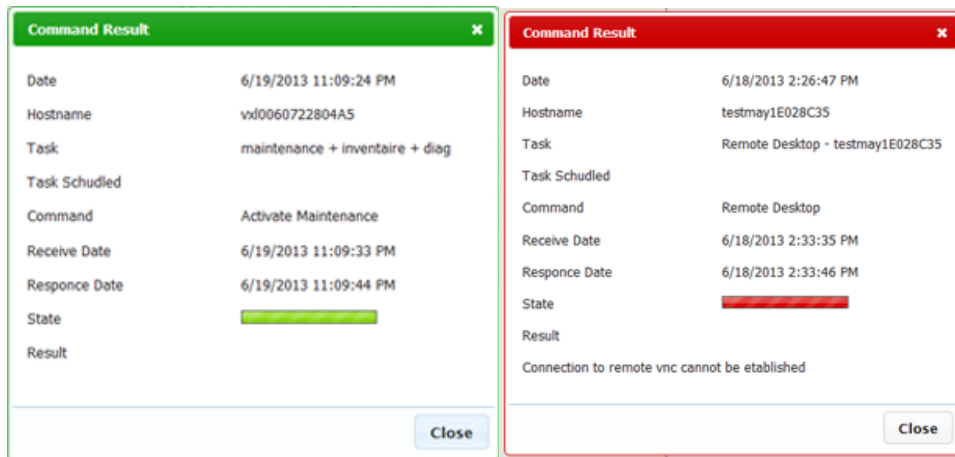 Command Result
Date 6/19/2013 11:09:24 PM
Hostname vxl0060722804A5
Task maintenance + inventaire + diag
Task Schudled
Command Activate Maintenance
Receive Date 6/19/2013 11:09:33 PM
Responce Date 6/19/2013 11:09:44 PM
State
Result
Close
Command Result
Date 6/18/2013 2:26:47 PM
Hostname testmay1E028C35
Task Remote Desktop - testmay1E028C35
Task Schudled
Command Remote Desktop
Receive Date 6/18/2013 2:33:35 PM
Responce Date 6/18/2013 2:33:46 PM
State
Result
Connection to remote vnc cannot be etablished
Close